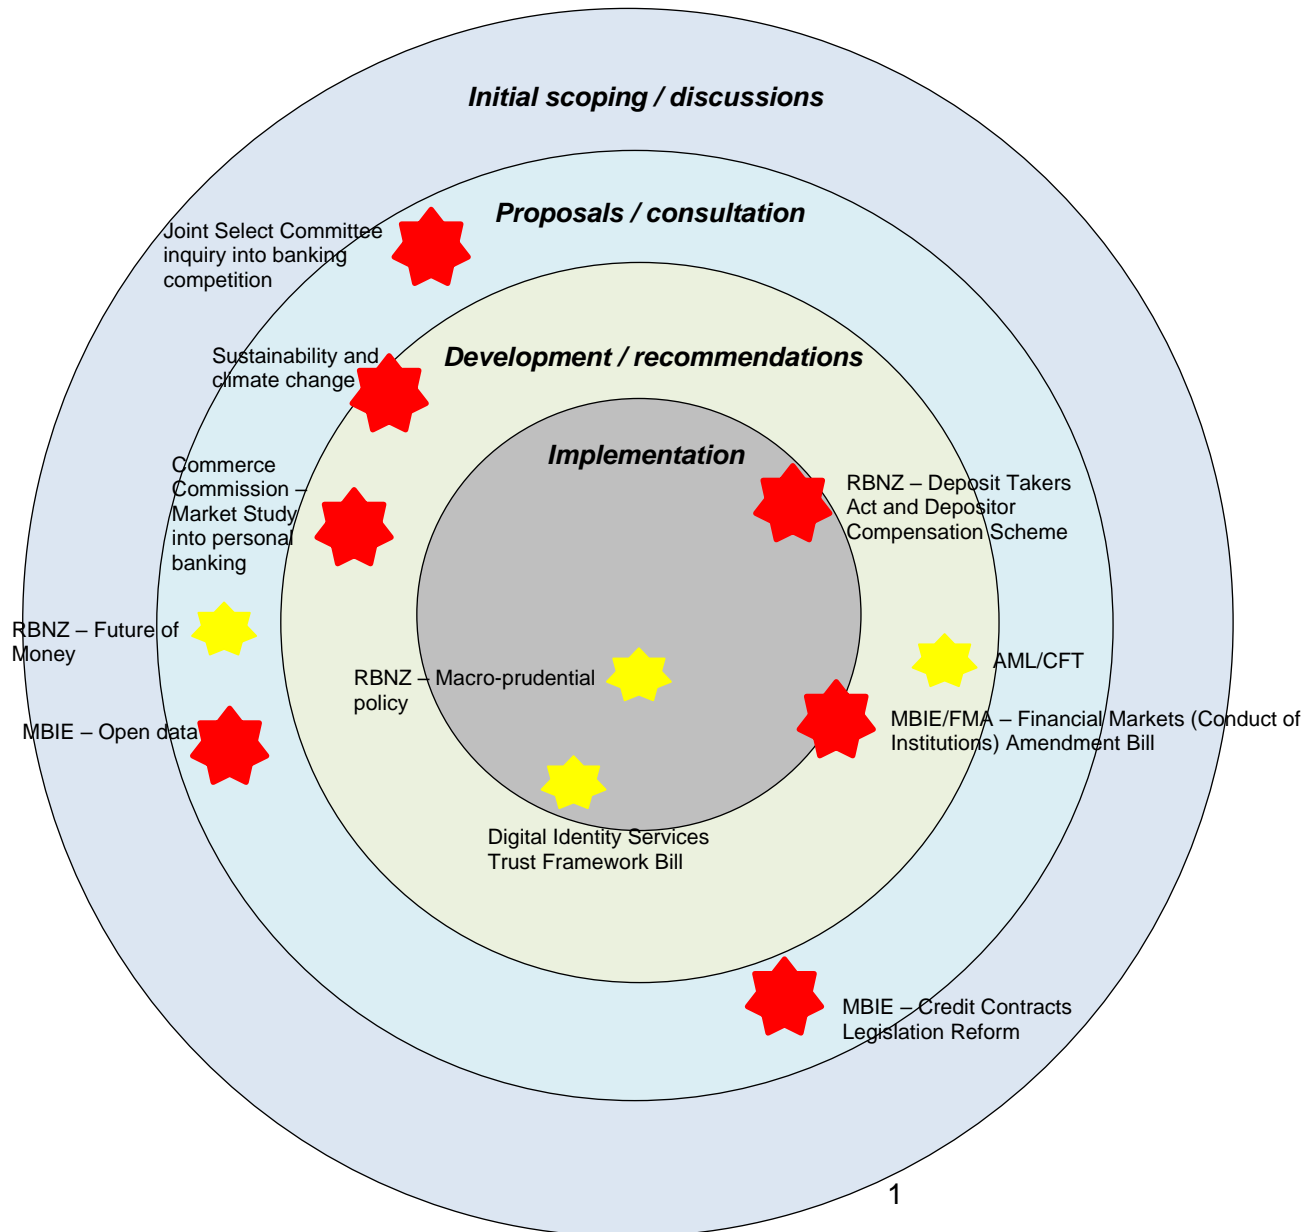 Initial scoping / discussions
Proposals / consultation
Joint Select Committee
inquiry into banking
competition
Sustainability and
climate change
Development / recommendations
Implementation
Commerce
Commission –
Market Study
into personal
banking
RBNZ – Deposit Takers
Act and Depositor
Compensation Scheme
RBNZ – Future of
Money
RBNZ – Macro-prudential
policy
AML/CFT
MBIE – Open data
MBIE/FMA – Financial Markets (Conduct of
Institutions) Amendment Bill
Digital Identity Services
Trust Framework Bill
MBIE – Credit Contracts
Legislation Reform
1